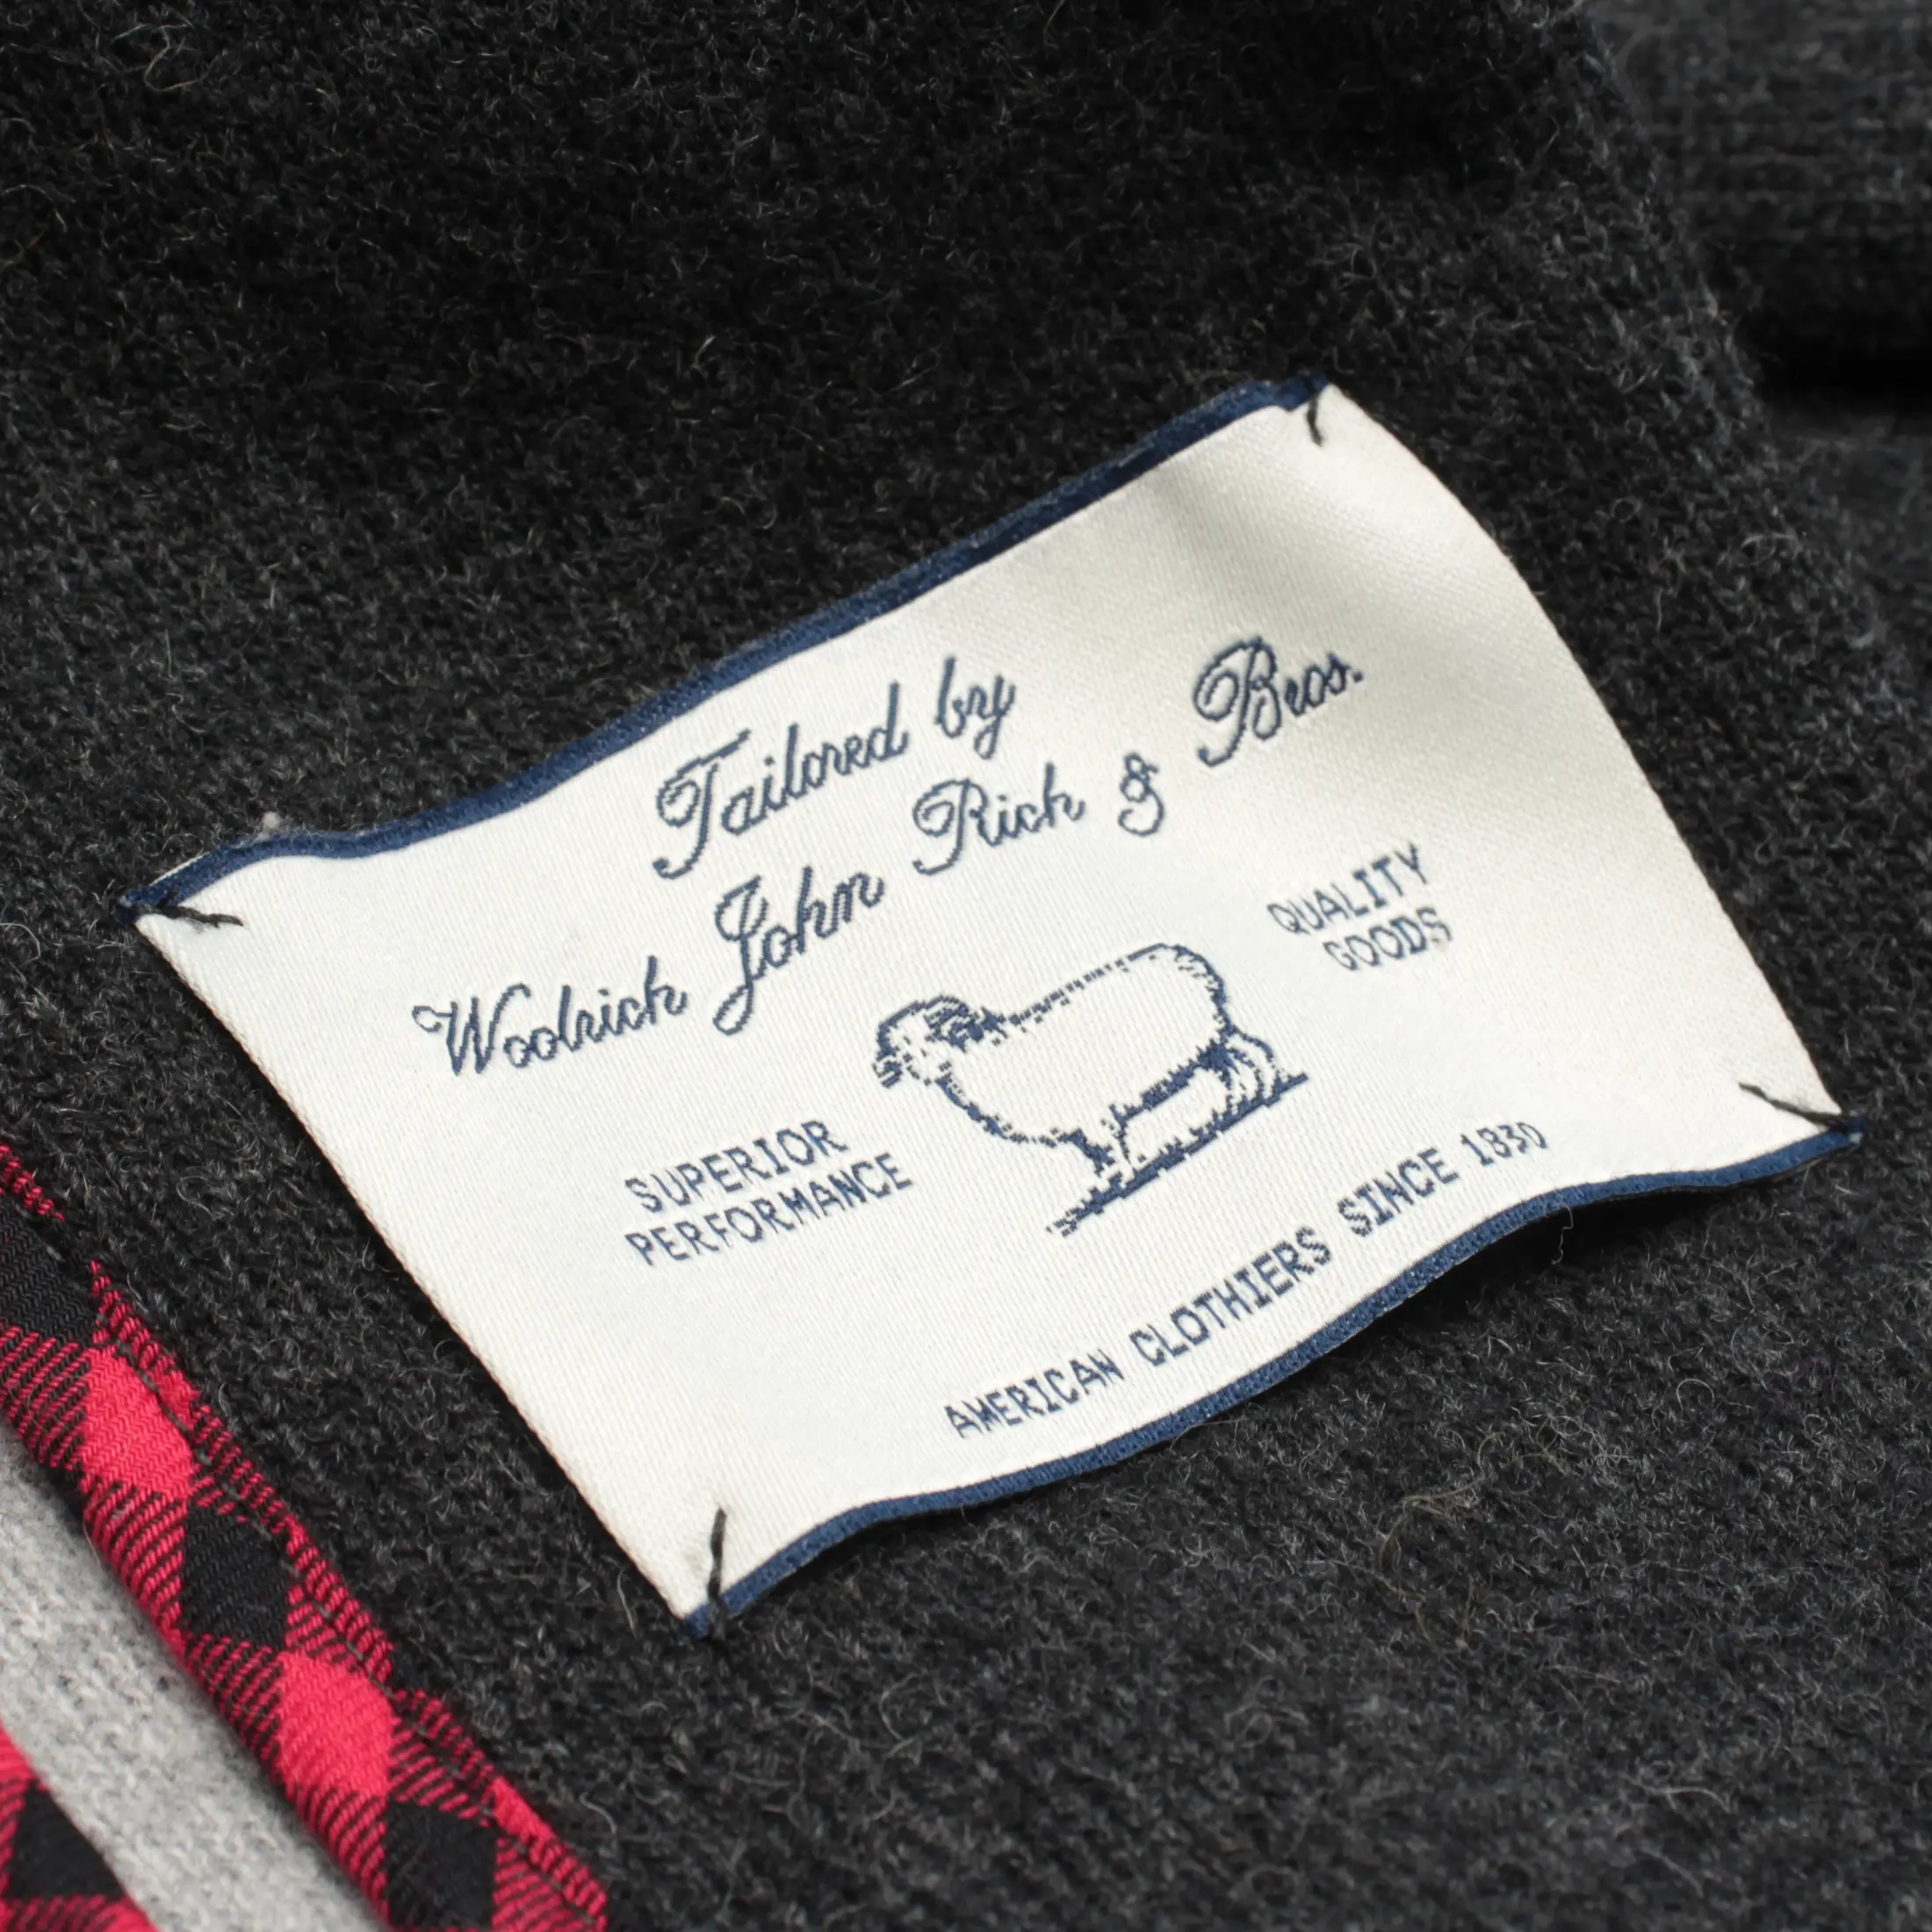 Tailored by
Woolrich John Rich & Bros.
SUPERIOR
PERFORMANCE
QUALITY
GOODS
AMERICAN CLOTHIERS SINCE 1830